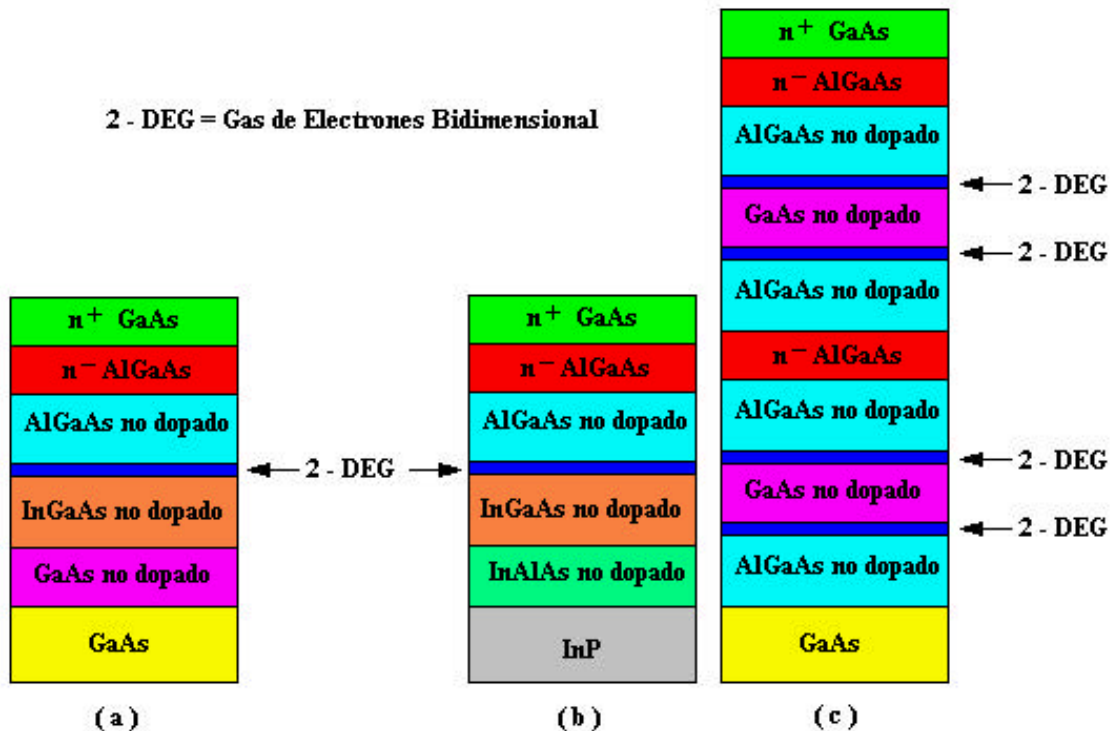 2 - DEG = Gas de Electrones Bidimensional
n+ GaAs
n− AlGaAs
AlGaAs no dopado
InGaAs no dopado
GaAs no dopado
GaAs
( a )
2 - DEG
n+ GaAs
n− AlGaAs
AlGaAs no dopado
InGaAs no dopado
InAlAs no dopado
InP
( b )
n+ GaAs
n− AlGaAs
AlGaAs no dopado
2 - DEG
GaAs no dopado
2 - DEG
AlGaAs no dopado
n− AlGaAs
AlGaAs no dopado
2 - DEG
GaAs no dopado
2 - DEG
AlGaAs no dopado
GaAs
( c )